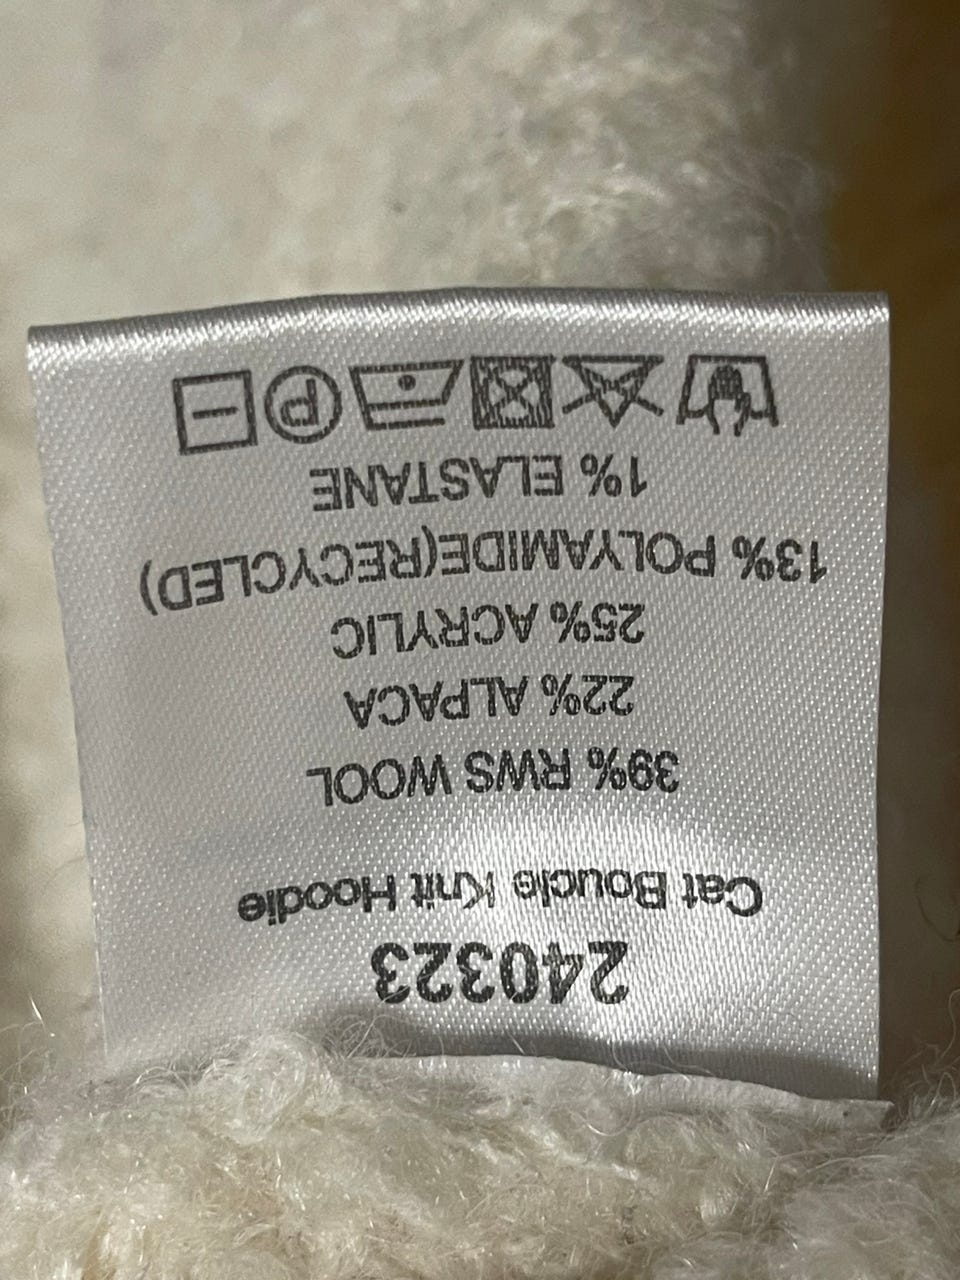 240323
Cat Boucle Knit Hoodie
39% RWS WOOL
22% ALPACA
25% ACRYLIC
13% POLYAMIDE(RECYCLED)
1% ELASTANE
P